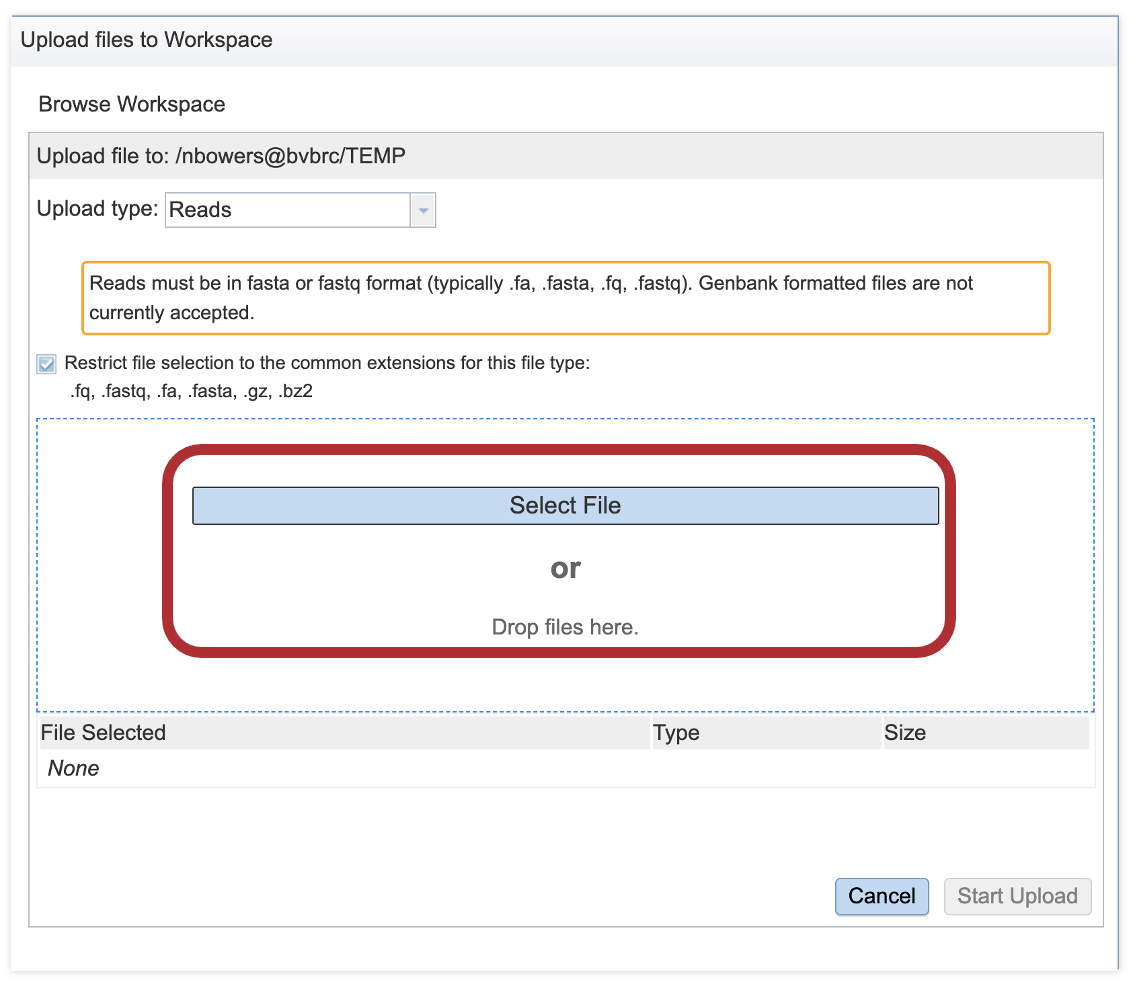 Upload files to Workspace
Browse Workspace
Upload file to: /nbowers@bvbrc/TEMP
Upload type: Reads
Reads must be in fasta or fastq format (typically .fa, .fasta, .fq, .fastq). Genbank formatted files are not
currently accepted.
Restrict file selection to the common extensions for this file type:
.fq, .fastq, .fa, .fasta, .gz, .bz2
Select File
or
Drop files here.
File Selected Type Size
None
Cancel Start Upload